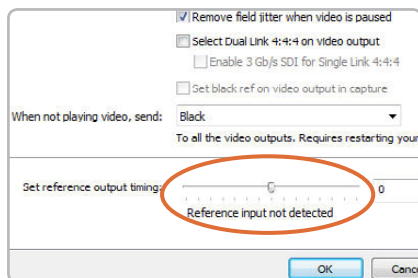 Remove field jitter when video is paused
Select Dual Link 4:4:4 on video output
Enable 3 Gb/s SDI for Single Link 4:4:4
Set black ref on video output in capture
When not playing video, send: Black
To all the video outputs. Requires restarting your
Set reference output timing: 0
Reference input not detected
OK Canc